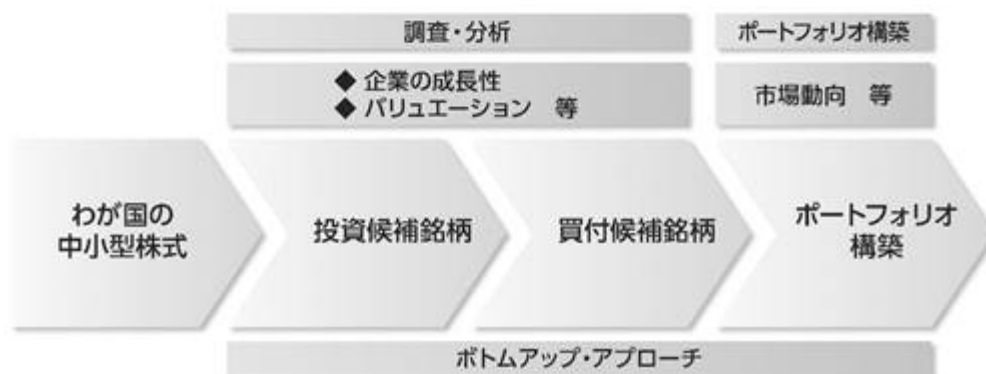 調査・分析
ポートフォリオ構築
◆ 企業の成長性
◆ バリュエーション　等
市場動向　等
わが国の
中小型株式
投資候補銘柄
買付候補銘柄
ポートフォリオ
構築
ボトムアップ・アプローチ